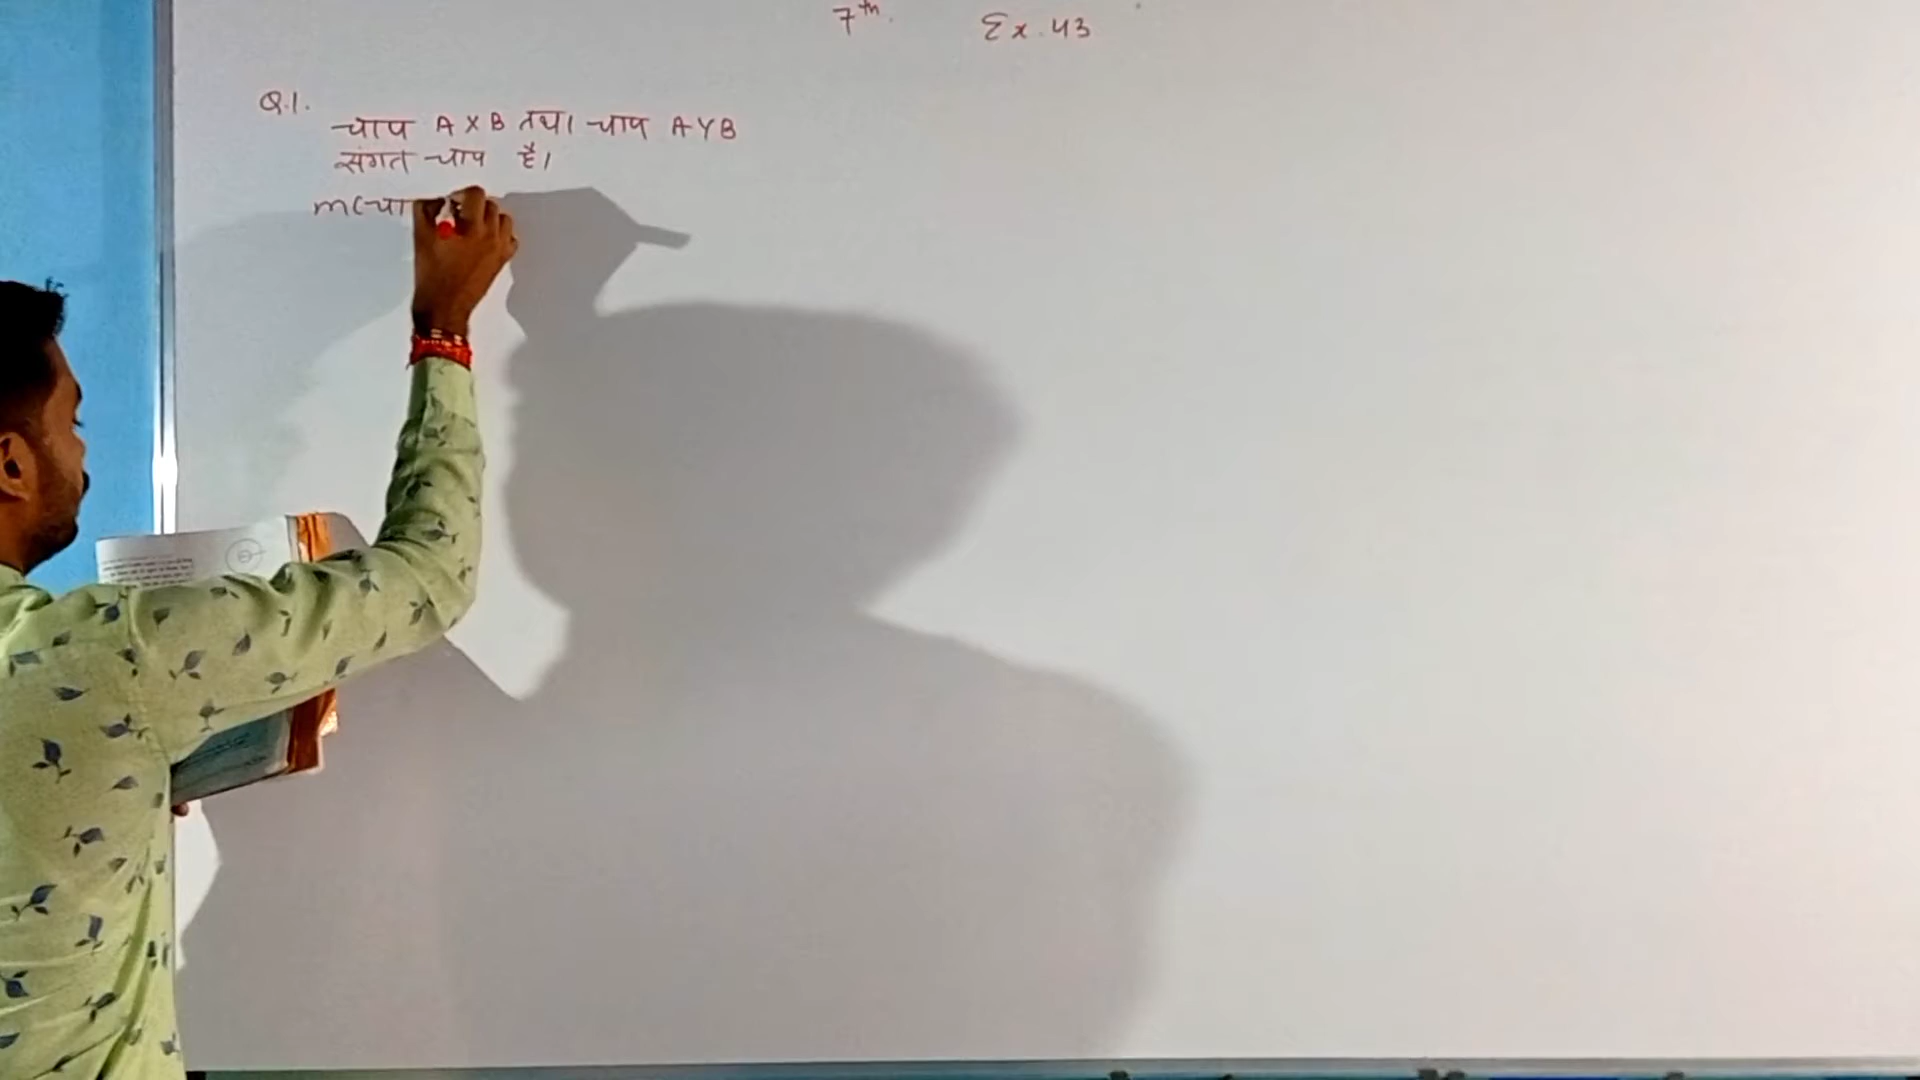 7th. Ex. 43
Q.1.
चाप AXB तथा चाप AYB
संगत चाप है।
m(चा